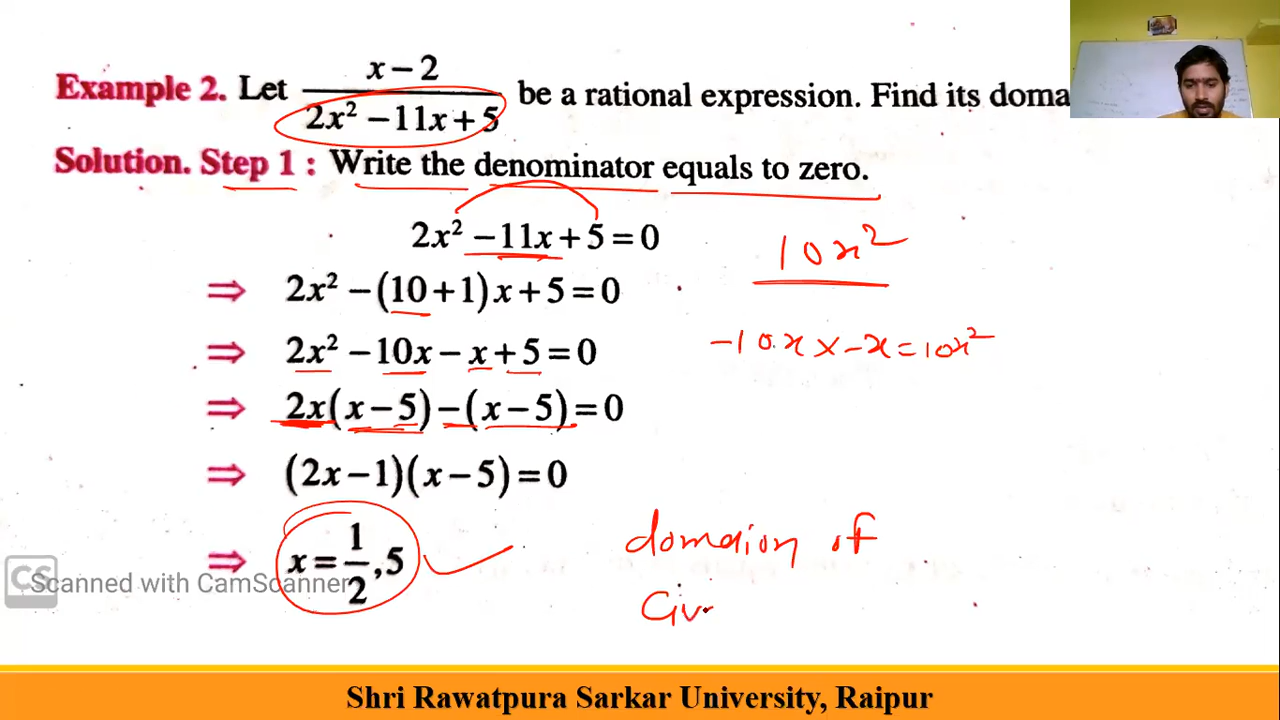 Example 2. Let x − 2 / 2x² − 11x + 5 be a rational expression. Find its doma
Solution. Step 1 : Write the denominator equals to zero.
2x² − 11x + 5 = 0
10x²
⇒ 2x² − (10 + 1)x + 5 = 0
⇒ 2x² − 10x − x + 5 = 0
−10x × −x = 10x²
⇒ 2x(x − 5) − (x − 5) = 0
⇒ (2x − 1)(x − 5) = 0
⇒ x = 1/2, 5
domaion of
Giv
CS Scanned with CamScanner
Shri Rawatpura Sarkar University, Raipur